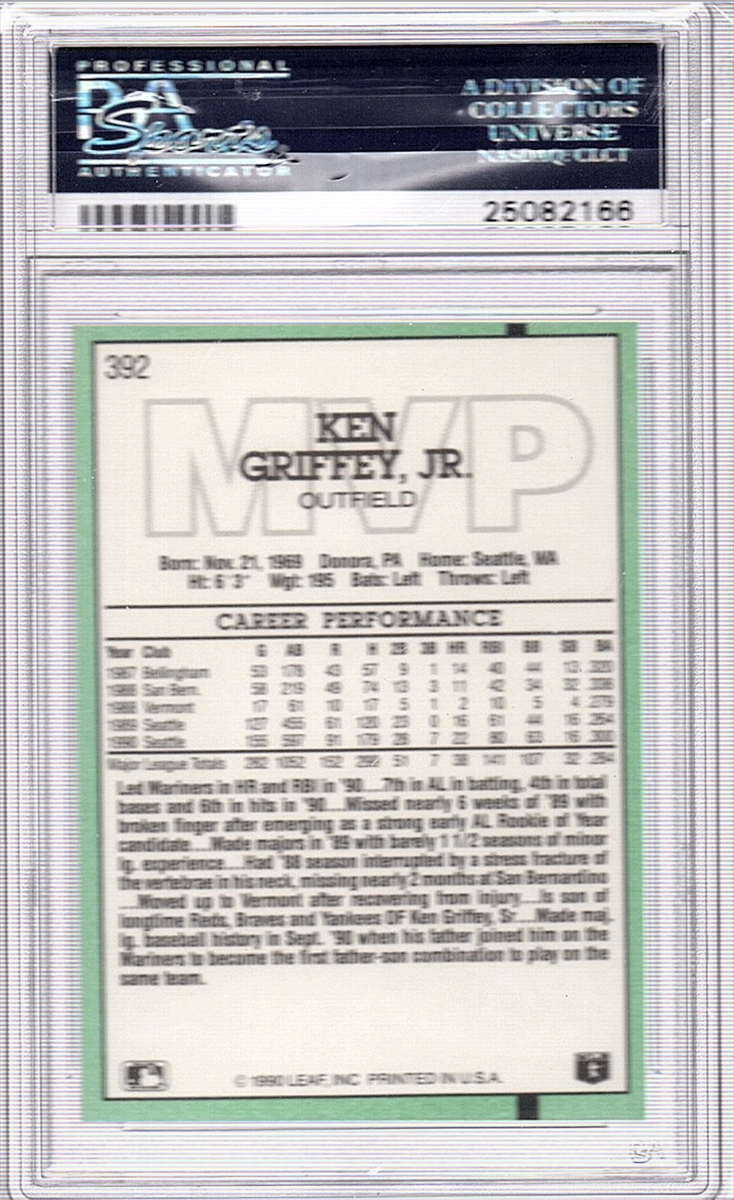 PROFESSIONAL
PSA
Sports
AUTHENTICATOR
A DIVISION OF
COLLECTORS
UNIVERSE
NASDAQ: CLCT
25082166
392
MVP
KEN
GRIFFEY, JR.
OUTFIELD
Born: Nov. 21, 1969 Donora, PA Home: Seattle, WA
Ht: 6' 3" Wgt: 195 Bats: Left Throws: Left
CAREER PERFORMANCE
Year Club G AB R H 2B 3B HR RBI BB SB BA
1987 Bellingham 53 178 43 57 9 1 14 40 44 13 .320
1988 San Bern. 58 219 49 74 13 3 11 42 34 32 .338
1988 Vermont 17 61 10 17 5 1 2 10 5 4 .279
1989 Seattle 127 455 61 120 23 0 16 61 44 16 .264
1990 Seattle 155 597 91 179 28 7 22 80 63 16 .300
Major League Totals 282 1052 152 299 51 7 38 141 107 32 .284
Led Mariners in HR and RBI in '90...7th in AL in batting, 4th in total
bases and 6th in hits in '90...Missed nearly 6 weeks of '89 with
broken finger after emerging as a strong early AL Rookie of Year
candidate...Made majors in '89 with barely 1 1/2 seasons of minor
lg. experience...Had '88 season interrupted by a stress fracture of
the vertebrae in his neck, missing nearly 2 months at San Bernardino
...Moved up to Vermont after recovering from injury...Is son of
longtime Reds, Braves and Yankees OF Ken Griffey, Sr...Made maj.
lg. baseball history in Sept. '90 when his father joined him on the
Mariners to become the first father-son combination to play on the
same team.
© 1990 LEAF, INC. PRINTED IN U.S.A.
PSA